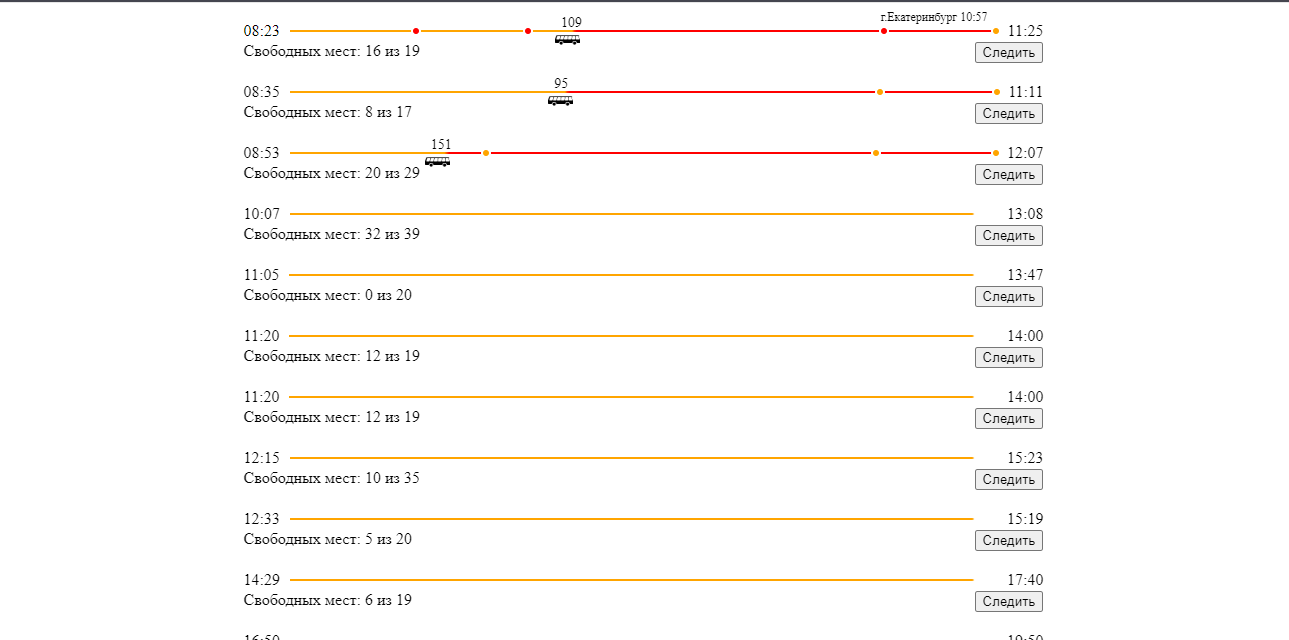 109 г.Екатеринбург 10:57
08:23 11:25
Свободных мест: 16 из 19 Следить
95
08:35 11:11
Свободных мест: 8 из 17 Следить
151
08:53 12:07
Свободных мест: 20 из 29 Следить
10:07 13:08
Свободных мест: 32 из 39 Следить
11:05 13:47
Свободных мест: 0 из 20 Следить
11:20 14:00
Свободных мест: 12 из 19 Следить
11:20 14:00
Свободных мест: 12 из 19 Следить
12:15 15:23
Свободных мест: 10 из 35 Следить
12:33 15:19
Свободных мест: 5 из 20 Следить
14:29 17:40
Свободных мест: 6 из 19 Следить